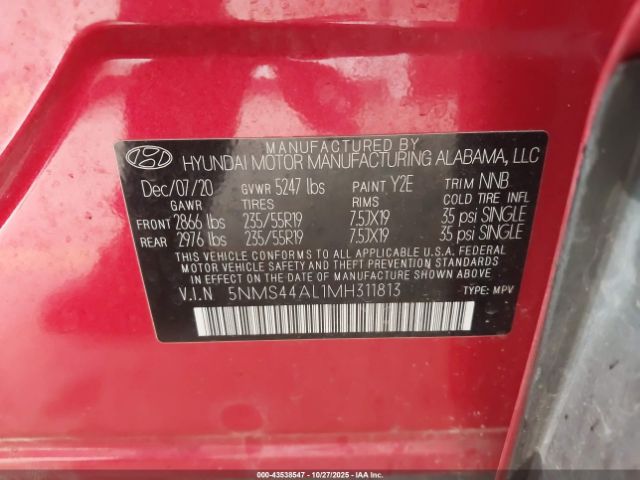 MANUFACTURED BY
HYUNDAI MOTOR MANUFACTURING ALABAMA, LLC
Dec/07/20 GVWR 5247 lbs PAINT Y2E TRIM NNB
GAWR TIRES RIMS COLD TIRE INFL
FRONT 2866 lbs 235/55R19 7.5JX19 35 psi SINGLE
REAR 2976 lbs 235/55R19 7.5JX19 35 psi SINGLE
THIS VEHICLE CONFORMS TO ALL APPLICABLE U.S.A. FEDERAL
MOTOR VEHICLE SAFETY, BUMPER, AND THEFT PREVENTION STANDARDS
IN EFFECT ON THE DATE OF MANUFACTURE SHOWN ABOVE.
V.I.N 5NMS44AL1MH311813 TYPE: MPV
000-43538547 - 10/27/2025 - IAA Inc.